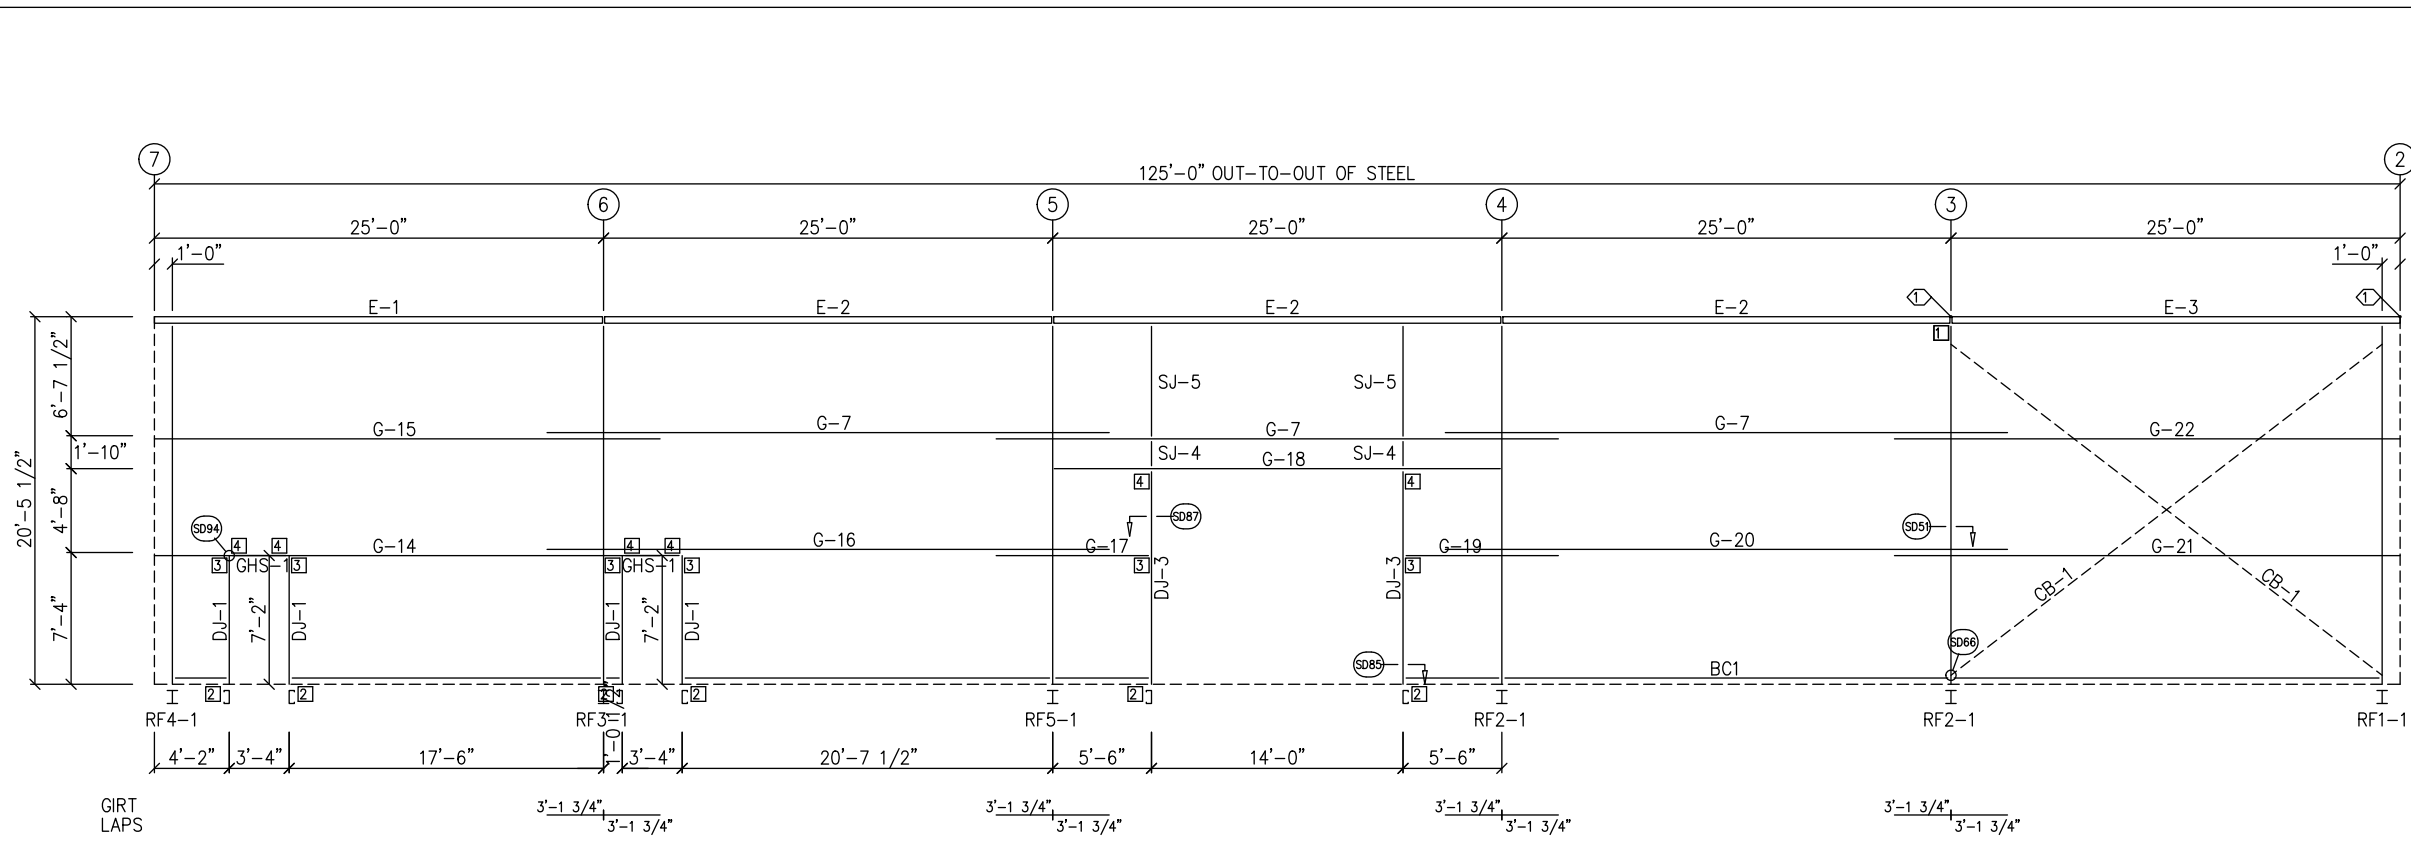 7
2
125'-0" OUT-TO-OUT OF STEEL
6
5
4
3
25'-0"
25'-0"
25'-0"
25'-0"
25'-0"
1'-0"
1'-0"
E-1
E-2
E-2
E-2
E-3
1
1
1
20'-5 1/2"
6'-7 1/2"
1'-10"
4'-8"
7'-4"
SJ-5
SJ-5
G-15
G-7
G-7
G-7
G-22
SJ-4
SJ-4
G-18
4
4
SD94
SD87
SD51
4
4
G-14
4
4
G-16
G-17
G-19
G-20
G-21
3
GHS-1
3
3
GHS-1
3
3
3
DJ-1
7'-2"
DJ-1
DJ-1
7'-2"
DJ-1
DJ-3
DJ-3
CB-1
CB-1
SD85
SD66
BC1
2
2
2
2
2
2
2
RF4-1
RF3-1
RF5-1
RF2-1
RF2-1
RF1-1
4'-2"
3'-4"
17'-6"
1'-0 1/2"
3'-4"
20'-7 1/2"
5'-6"
14'-0"
5'-6"
GIRT
LAPS
3'-1 3/4"
3'-1 3/4"
3'-1 3/4"
3'-1 3/4"
3'-1 3/4"
3'-1 3/4"
3'-1 3/4"
3'-1 3/4"